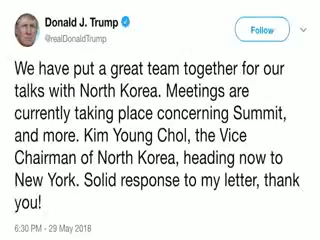 Donald J. Trump
@realDonaldTrump
Follow
We have put a great team together for our
talks with North Korea. Meetings are
currently taking place concerning Summit,
and more. Kim Young Chol, the Vice
Chairman of North Korea, heading now to
New York. Solid response to my letter, thank
you!
6:30 PM - 29 May 2018